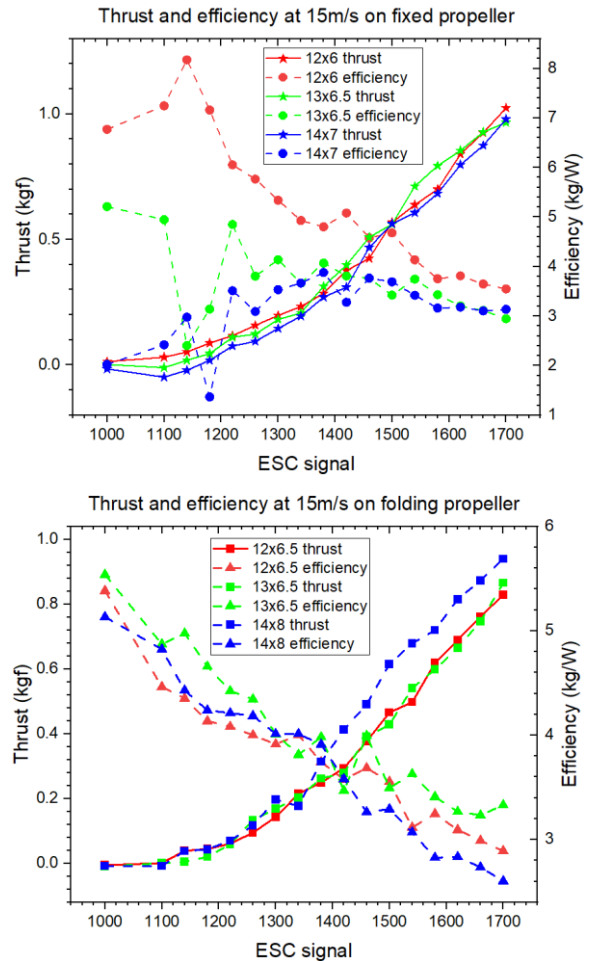 Thrust and efficiency at 15m/s on fixed propeller
12x6 thrust
12x6 efficiency
13x6.5 thrust
13x6.5 efficiency
14x7 thrust
14x7 efficiency
Thrust (kgf)
1.0
0.5
0.0
Efficiency (kg/W)
8
7
6
5
4
3
2
1
1000 1100 1200 1300 1400 1500 1600 1700
ESC signal
Thrust and efficiency at 15m/s on folding propeller
12x6.5 thrust
12x6.5 efficiency
13x6.5 thrust
13x6.5 efficiency
14x8 thrust
14x8 efficiency
Thrust (kgf)
1.0
0.8
0.6
0.4
0.2
0.0
Efficiency (kg/W)
6
5
4
3
1000 1100 1200 1300 1400 1500 1600 1700
ESC signal